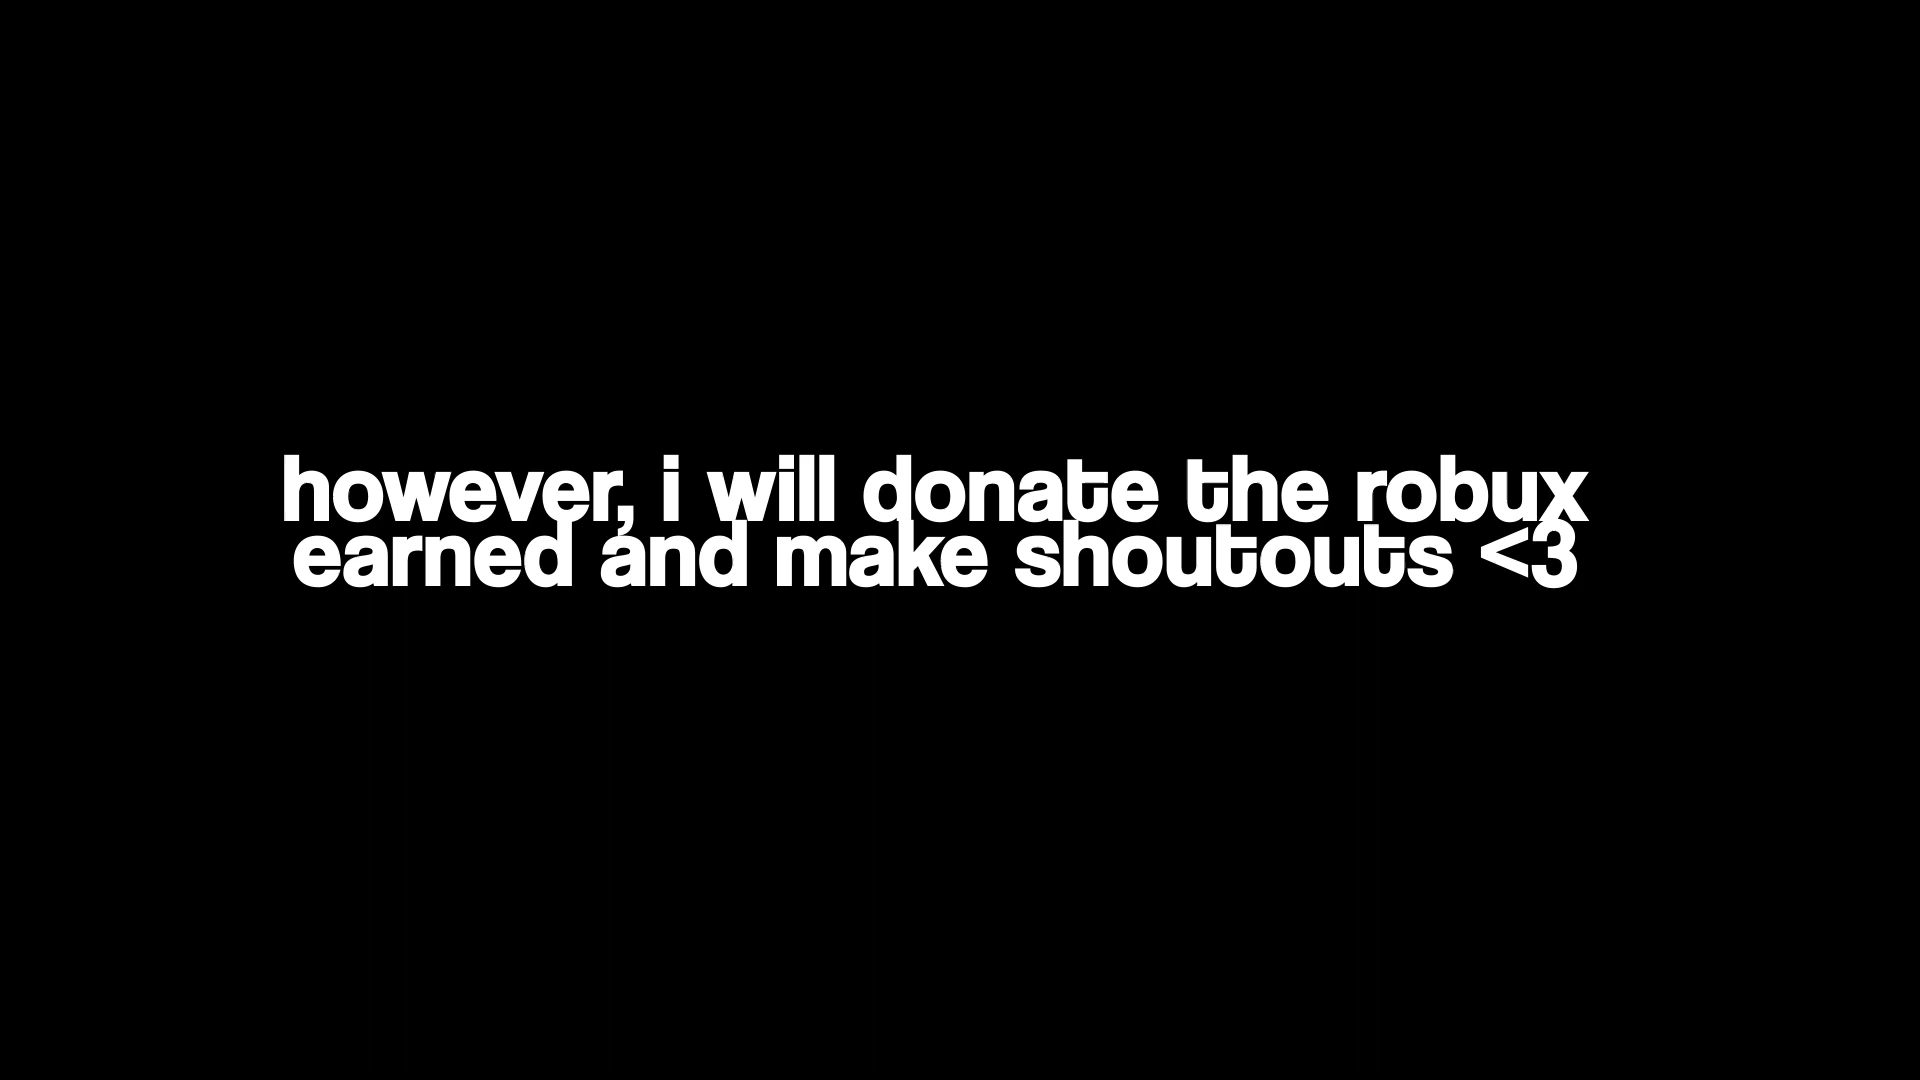 however, i will donate the robux
earned and make shoutouts <3